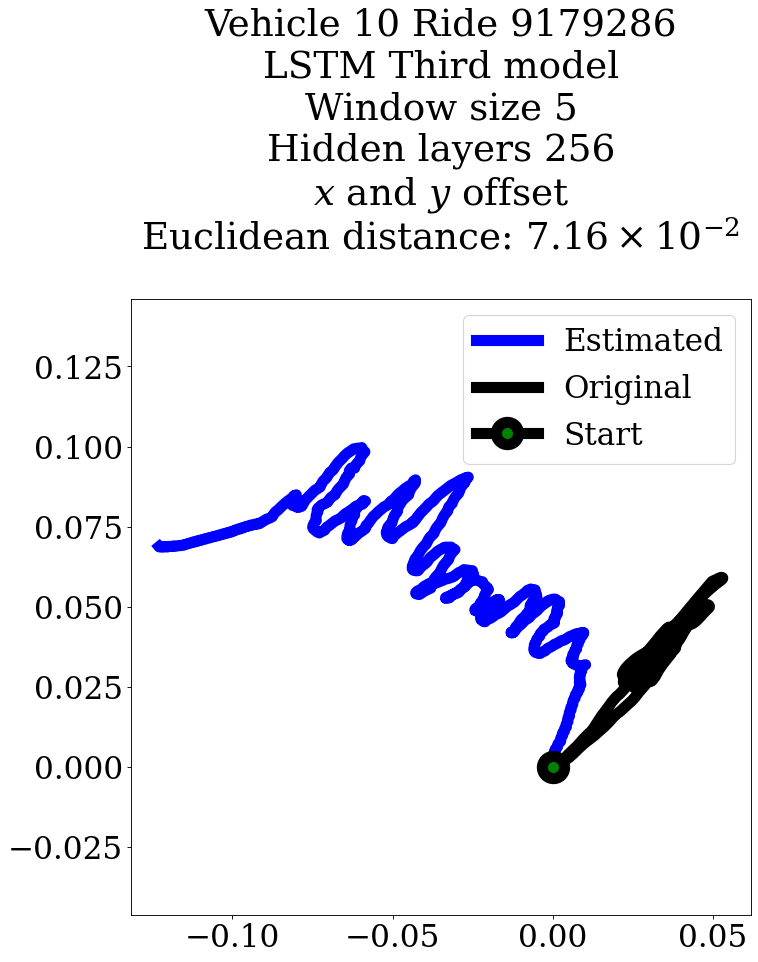 Vehicle 10 Ride 9179286
LSTM Third model
Window size 5
Hidden layers 256
x and y offset
Euclidean distance: 7.16 × 10⁻²
Estimated
Original
Start
0.125
0.100
0.075
0.050
0.025
0.000
−0.025
−0.10
−0.05
0.00
0.05